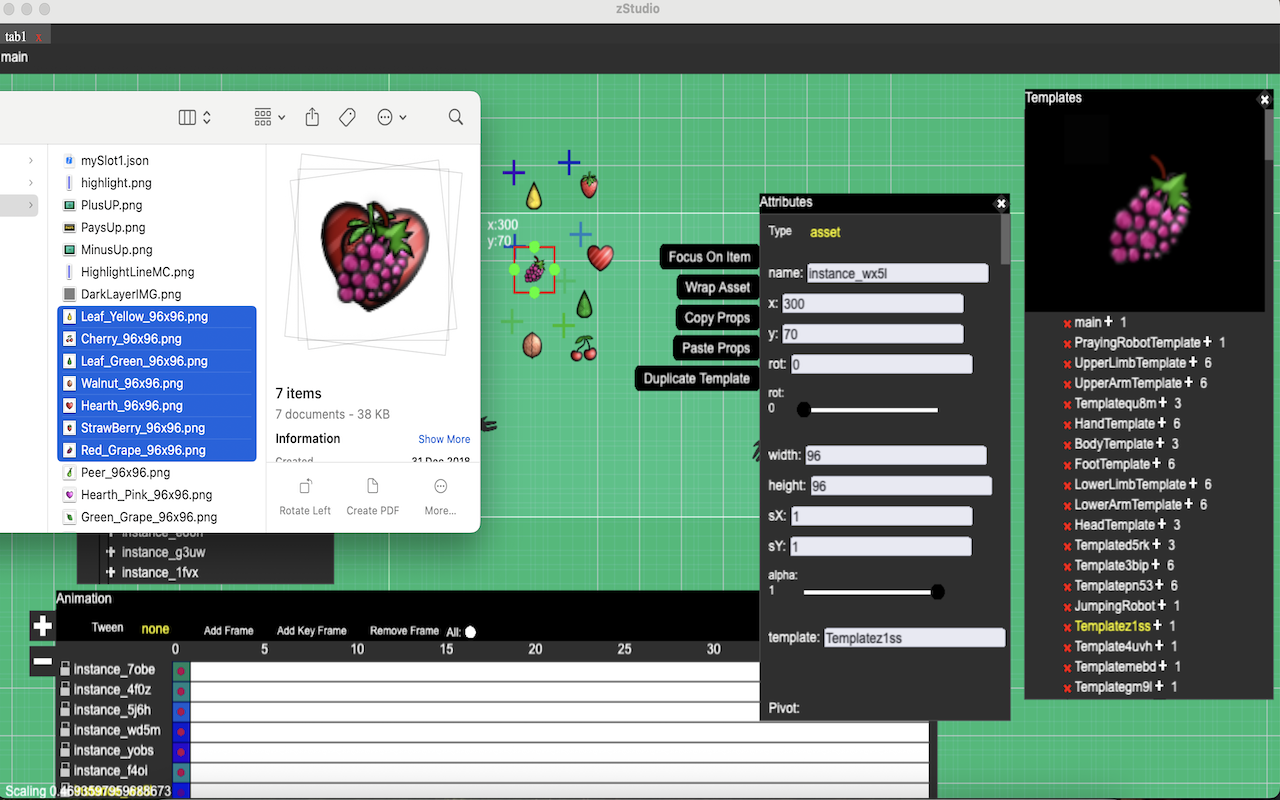 zStudio
tab1 x
main
mySlot1.json
highlight.png
PlusUP.png
PaysUp.png
MinusUp.png
HighlightLineMC.png
DarkLayerIMG.png
Leaf_Yellow_96x96.png
Cherry_96x96.png
Leaf_Green_96x96.png
Walnut_96x96.png
Hearth_96x96.png
StrawBerry_96x96.png
Red_Grape_96x96.png
Peer_96x96.png
Hearth_Pink_96x96.png
Green_Grape_96x96.png
7 items
7 documents - 38 KB
Information Show More
Created 31 Dec 2018
Rotate Left Create PDF More...
x:300
y:70
Focus On Item
Wrap Asset
Copy Props
Paste Props
Duplicate Template
Attributes x
Type asset
name: instance_wx5l
x: 300
y: 70
rot: 0
rot:
0
width: 96
height: 96
sX: 1
sY: 1
alpha:
1
template: Templatez1ss
Pivot:
Templates x
x main + 1
x PrayingRobotTemplate + 1
x UpperLimbTemplate + 6
x UpperArmTemplate + 6
x Templatequ8m + 3
x HandTemplate + 6
x BodyTemplate + 3
x FootTemplate + 6
x LowerLimbTemplate + 6
x LowerArmTemplate + 6
x HeadTemplate + 3
x Templated5rk + 3
x Template3bip + 6
x Templatepn53 + 6
x JumpingRobot + 1
x Templatez1ss + 1
x Template4uvh + 1
x Templatemebd + 1
x Templategm9l + 1
+ instance_g3uw
+ instance_1fvx
Animation
Tween none Add Frame Add Key Frame Remove Frame All:
0 5 10 15 20 25 30
instance_7obe
instance_4f0z
instance_5j6h
instance_wd5m
instance_yobs
instance_f4oi
Scaling